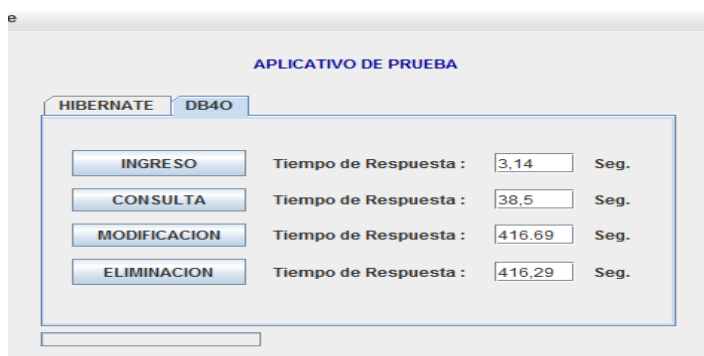 e
APLICATIVO DE PRUEBA
HIBERNATE DB4O
INGRESO Tiempo de Respuesta : 3,14 Seg.
CONSULTA Tiempo de Respuesta : 38,5 Seg.
MODIFICACION Tiempo de Respuesta : 416.69 Seg.
ELIMINACION Tiempo de Respuesta : 416,29 Seg.